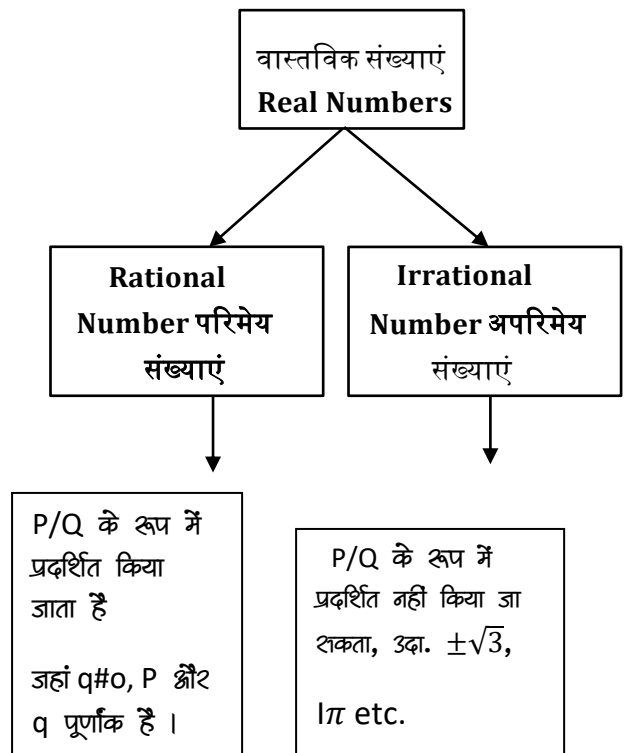 वास्तविक संख्याएं
Real Numbers
Rational
Number परिमेय
संख्याएं
Irrational
Number अपरिमेय
संख्याएं
P/Q के रूप में
प्रदर्शित किया
जाता है
जहां q#o, P और
q पूर्णांक है ।
P/Q के रूप में
प्रदर्शित नहीं किया जा
सकता, उदा. ±√3,
Iπ etc.